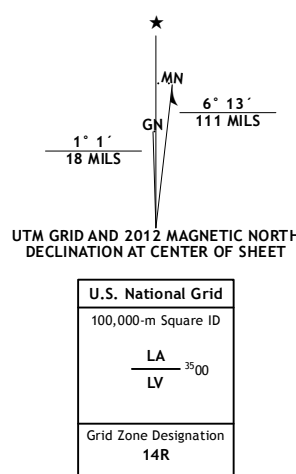 ★
MN
GN
6° 13´
111 MILS
1° 1´
18 MILS
UTM GRID AND 2012 MAGNETIC NORTH
DECLINATION AT CENTER OF SHEET
U.S. National Grid
100,000-m Square ID
LA
3500
LV
Grid Zone Designation
14R